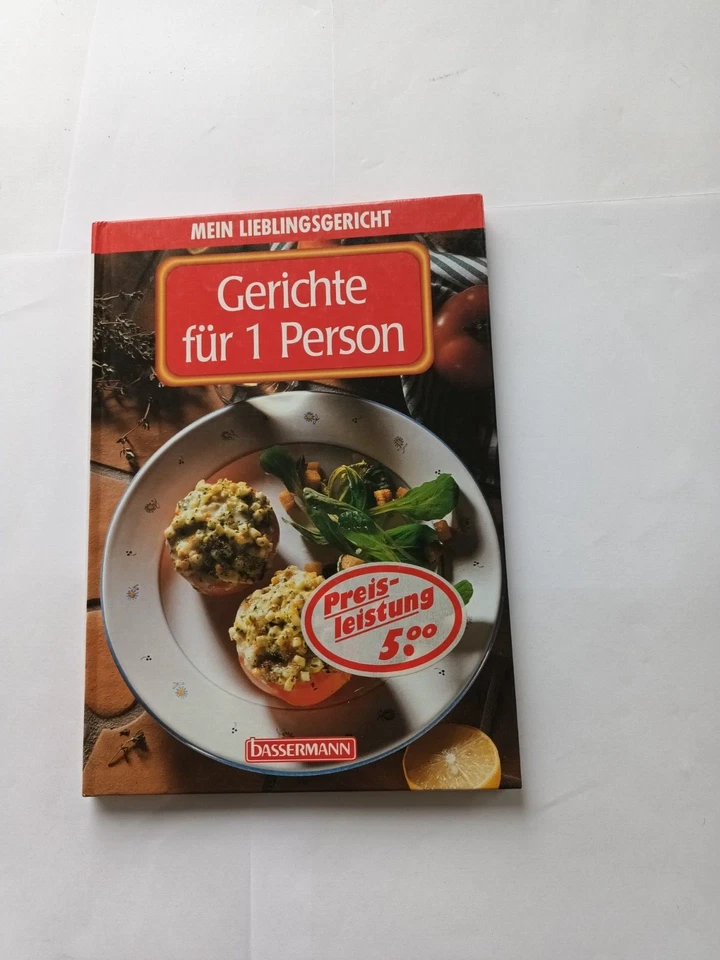 MEIN LIEBLINGSGERICHT
Gerichte
für 1 Person
Preis-
leistung
5.00
bASSERMANN